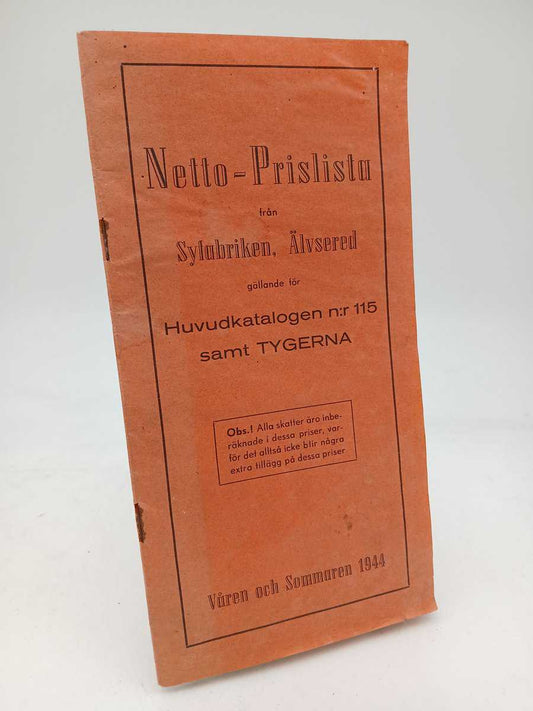 Netto-Prislista
från
Syfabriken, Älvsered
gällande för
Huvudkatalogen n:r 115
samt TYGERNA
Obs.! Alla skatter äro inbe-
räknade i dessa priser, var-
för det alltså icke blir några
extra tillägg på dessa priser
Våren och Sommaren 1944